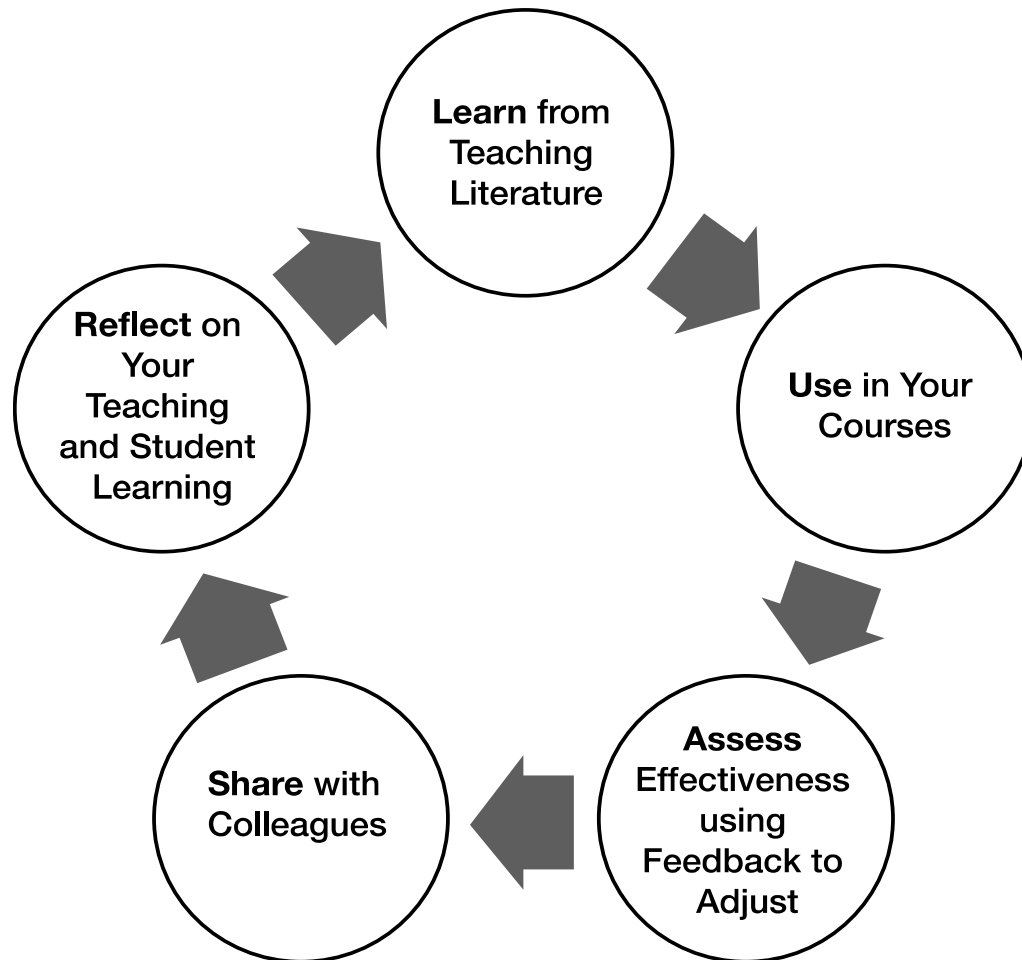 Learn from
Teaching
Literature
Use in Your
Courses
Assess
Effectiveness
using
Feedback to
Adjust
Share with
Colleagues
Reflect on
Your
Teaching
and Student
Learning